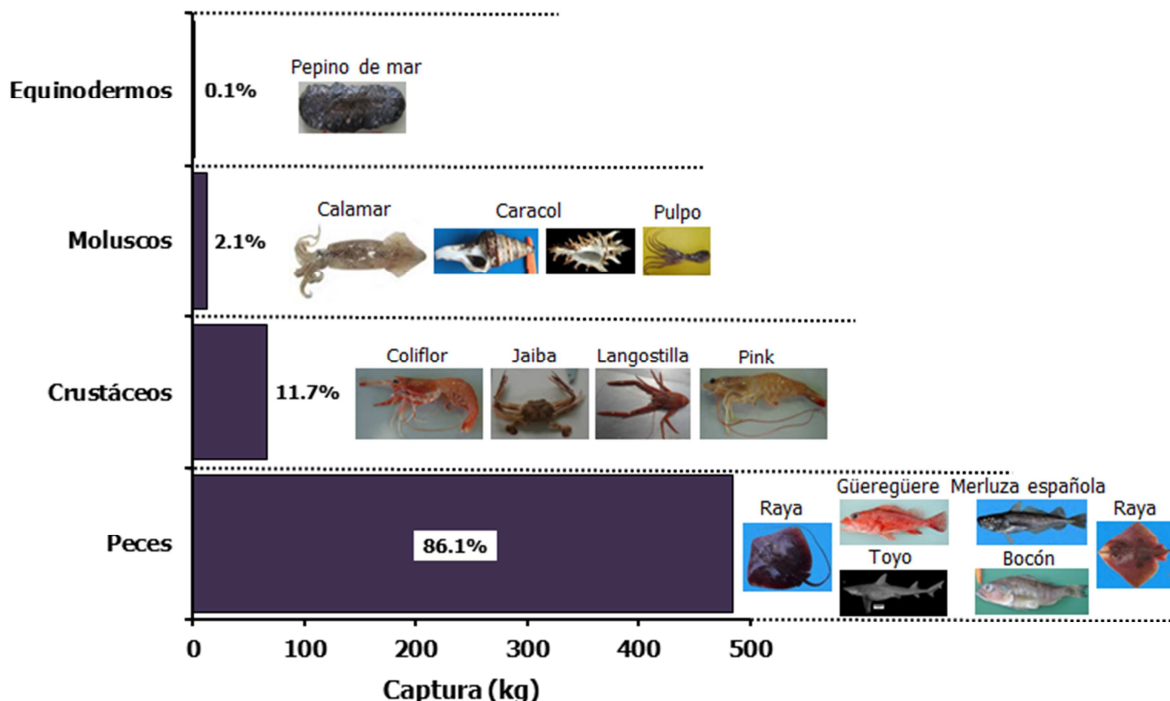 Equinodermos
0.1%
Pepino de mar
Moluscos
2.1%
Calamar
Caracol
Pulpo
Crustáceos
11.7%
Coliflor
Jaiba
Langostilla
Pink
Peces
86.1%
Raya
Güeregüere
Merluza española
Raya
Toyo
Bocón
0 100 200 300 400 500
Captura (kg)